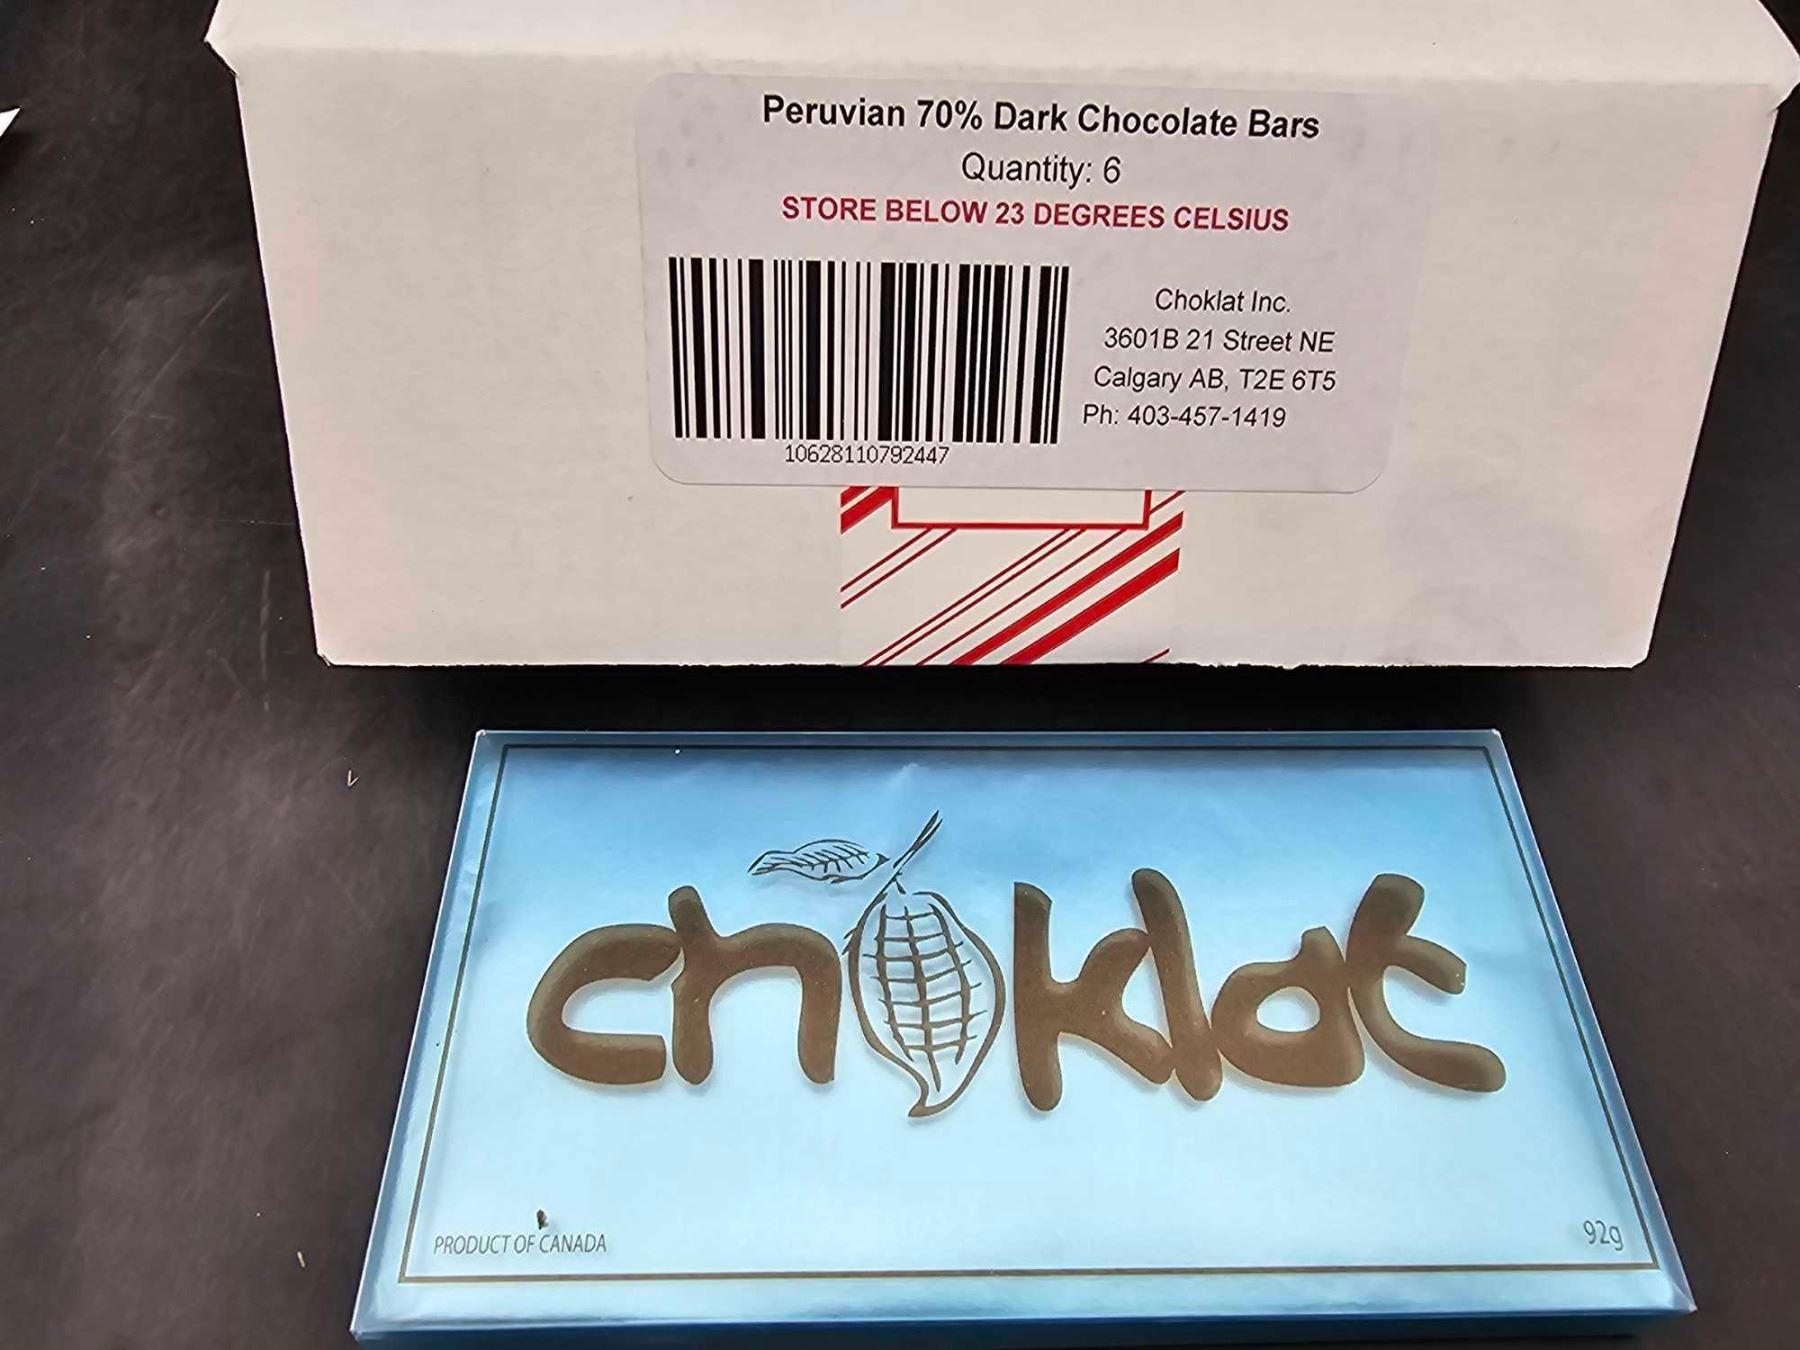 Peruvian 70% Dark Chocolate Bars
Quantity: 6
STORE BELOW 23 DEGREES CELSIUS
Choklat Inc.
3601B 21 Street NE
Calgary AB, T2E 6T5
Ph: 403-457-1419
10628110792447
choklat
PRODUCT OF CANADA
92g